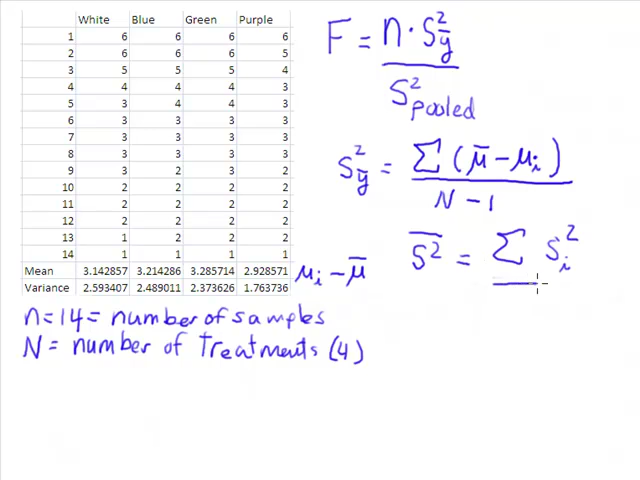 White Blue Green Purple
1 6 6 6 6
2 6 6 6 5
3 5 5 5 4
4 4 4 4 3
5 3 4 4 3
6 3 3 3 3
7 3 3 3 3
8 3 3 3 3
9 3 2 3 2
10 2 2 2 2
11 2 2 2 2
12 2 2 2 2
13 1 2 2 2
14 1 1 1 1
Mean 3.142857 3.214286 3.285714 2.928571
Variance 2.593407 2.489011 2.373626 1.763736
n=14= number of samples
N= number of treatments (4)
μi − μ̄
F = n·S²ȳ
S²pooled
S²ȳ = Σ (μ̄ − μi)
N − 1
S̄² = Σ Si²